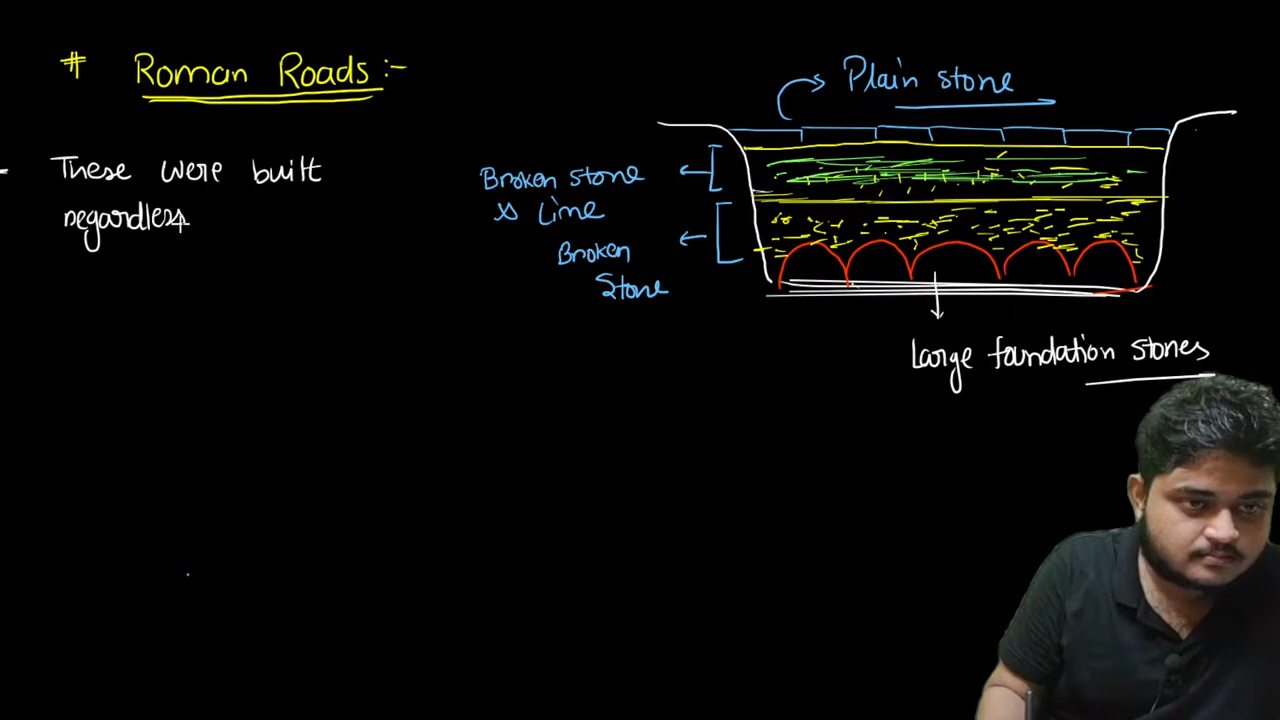 # Roman Roads :-
- These were built
regardless
Plain stone
Broken stone
& Lime
Broken
Stone
Large foundation stones